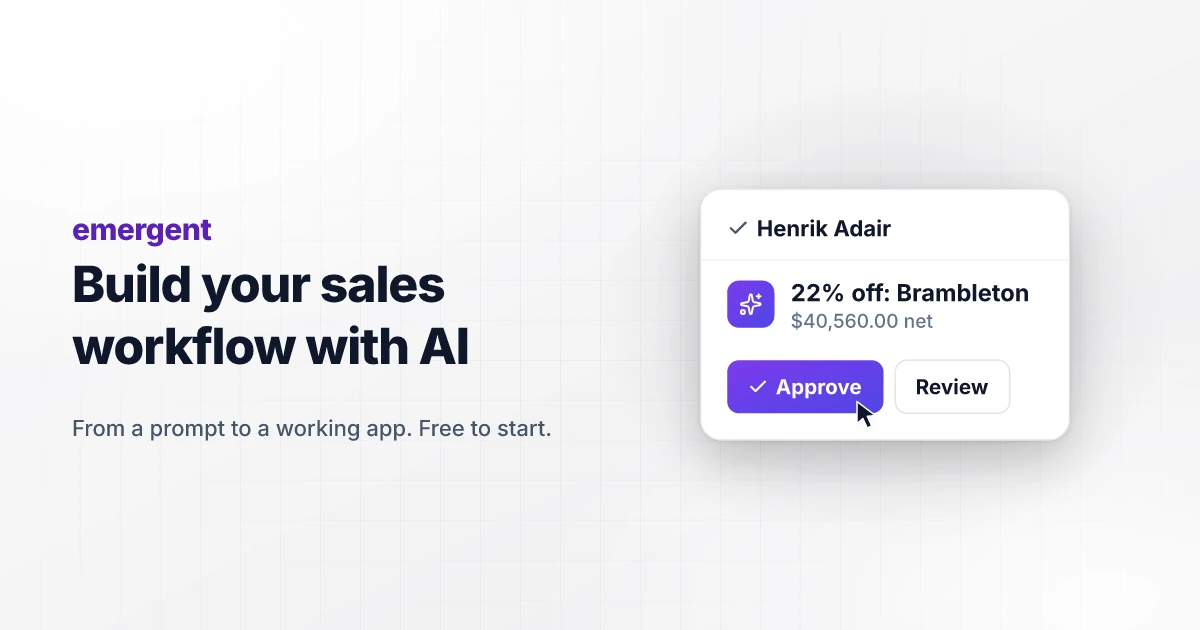 emergent
Build your sales
workflow with AI
From a prompt to a working app. Free to start.
Henrik Adair
22% off: Brambleton
$40,560.00 net
Approve
Review